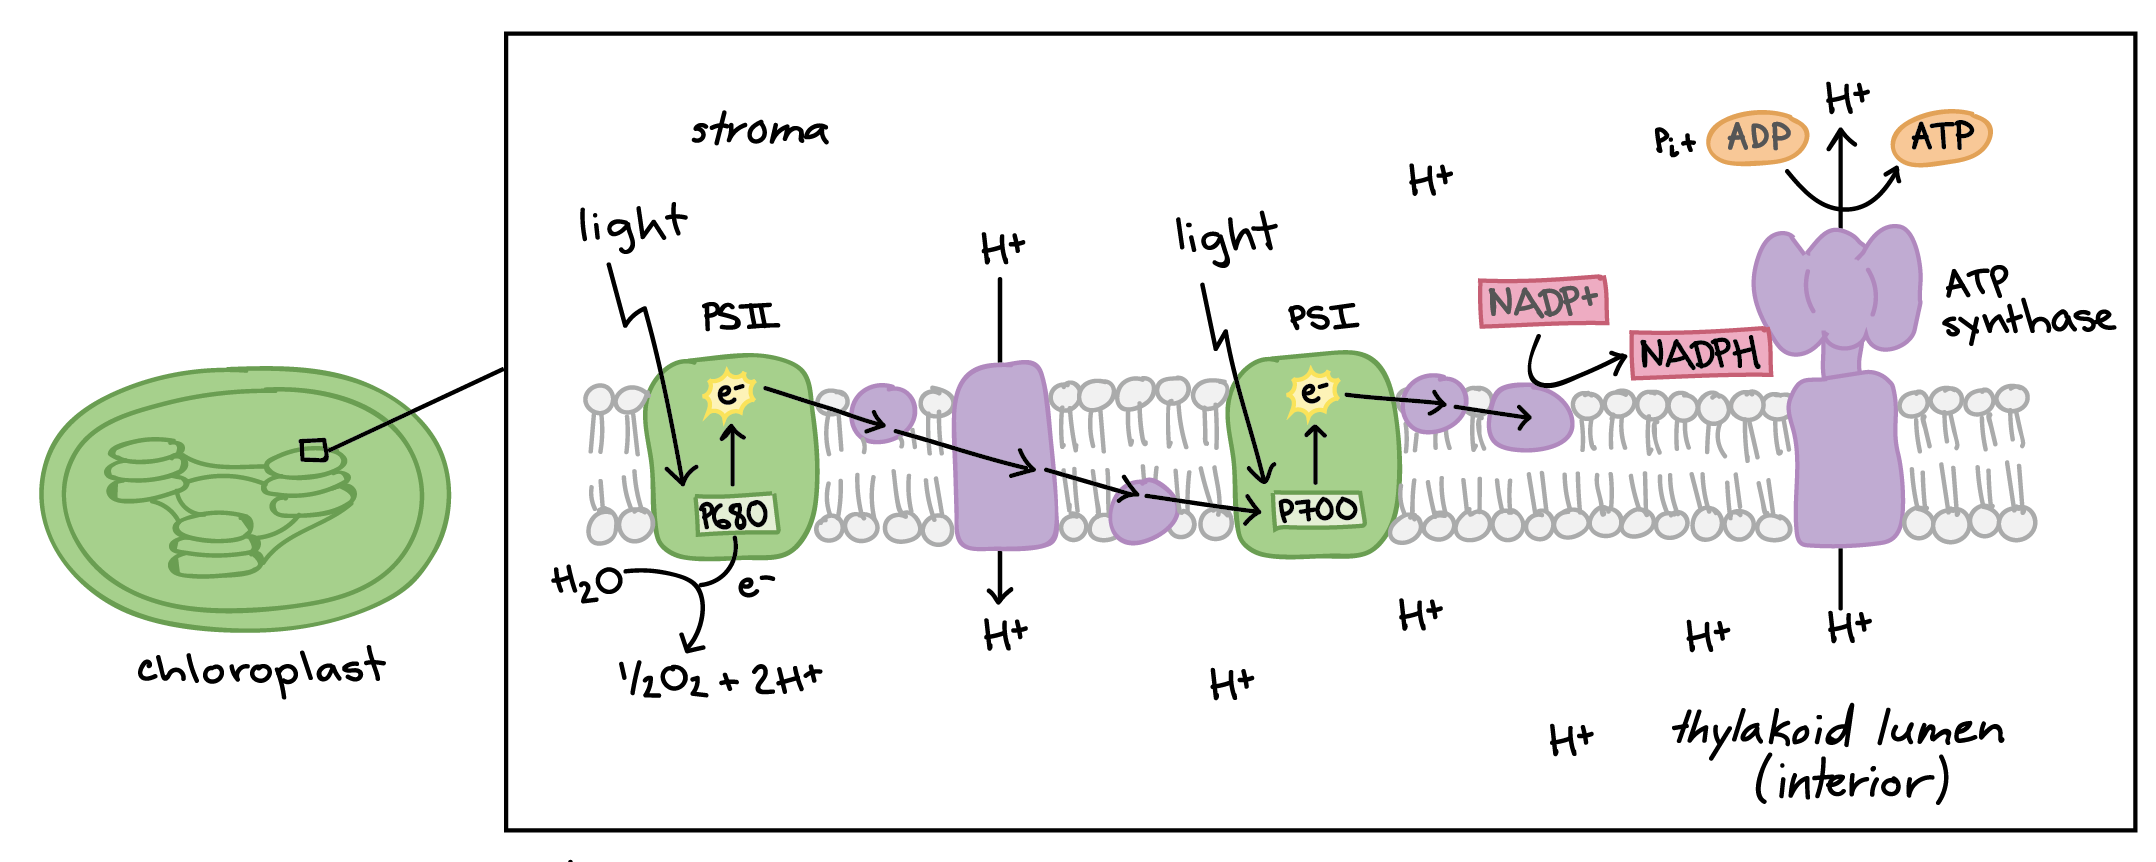 stroma
light
PSII
e-
P680
H2O
e-
1/2O2 + 2H+
H+
H+
light
PSI
e-
P700
H+
NADP+
NADPH
Pi+ ADP
H+
ATP
ATP
synthase
H+
H+
H+
H+
H+
thylakoid lumen
(interior)
chloroplast